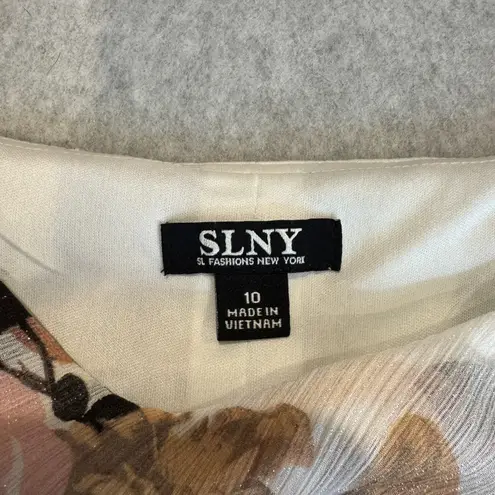 SLNY
SL FASHIONS NEW YORK
10
MADE IN
VIETNAM